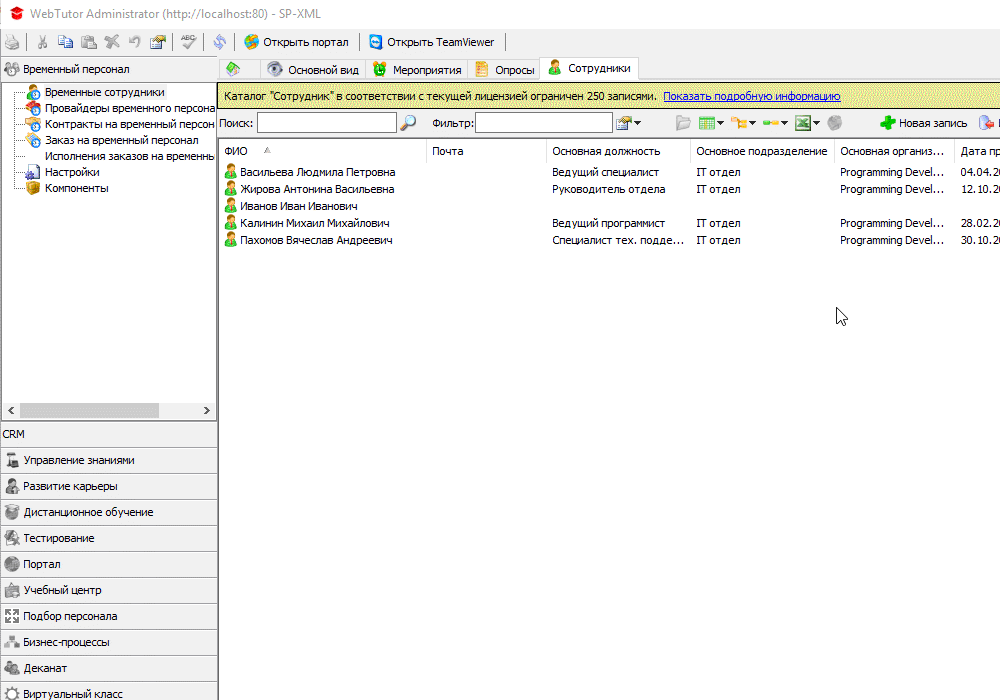 WebTutor Administrator (http://localhost:80) - SP-XML
ABC Открыть портал Открыть TeamViewer
Временный персонал
Основной вид Мероприятия Опросы Сотрудники
Временные сотрудники
Провайдеры временного персона
Контракты на временный персон
Заказ на временный персонал
Исполнения заказов на временны
Настройки
Компоненты
Каталог "Сотрудник" в соответствии с текущей лицензией ограничен 250 записями. Показать подробную информацию
Поиск: Фильтр: Новая запись
ФИО Почта Основная должность Основное подразделение Основная организ... Дата пр
Васильева Людмила Петровна Ведущий специалист IT отдел Programming Devel... 04.04.20
Жирова Антонина Васильевна Руководитель отдела IT отдел Programming Devel... 12.10.20
Иванов Иван Иванович
Калинин Михаил Михайлович Ведущий программист IT отдел Programming Devel... 28.02.20
Пахомов Вячеслав Андреевич Специалист тех. подде... IT отдел Programming Devel... 30.10.20
CRM
Управление знаниями
Развитие карьеры
Дистанционное обучение
Тестирование
Портал
Учебный центр
Подбор персонала
Бизнес-процессы
Деканат
Виртуальный класс